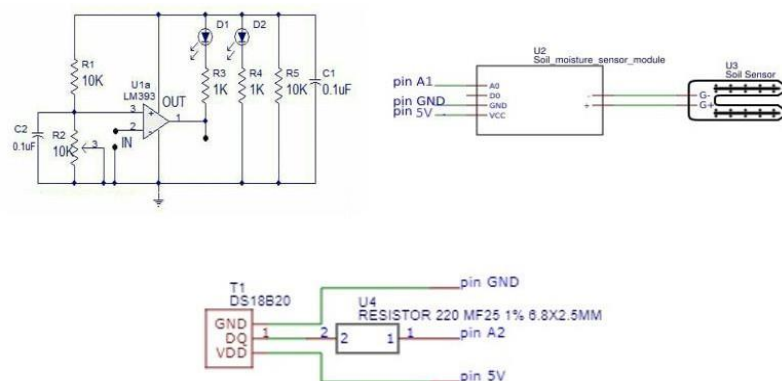 D1
D2
R1
10K
U1a
LM393
OUT
R3
1K
R4
1K
R5
10K
C1
0.1uF
C2
0.1uF
R2
10K
3
3
2
1
+
-
IN
U2
Soil_moisture_sensor_module
pin A1
pin GND
pin 5V
A0
D0
GND
VCC
-
+
U3
Soil Sensor
G-
G+
T1
DS18B20
GND
DQ
VDD
1
U4
RESISTOR 220 MF25 1% 6.8X2.5MM
2
2
1
1
pin GND
pin A2
pin 5V